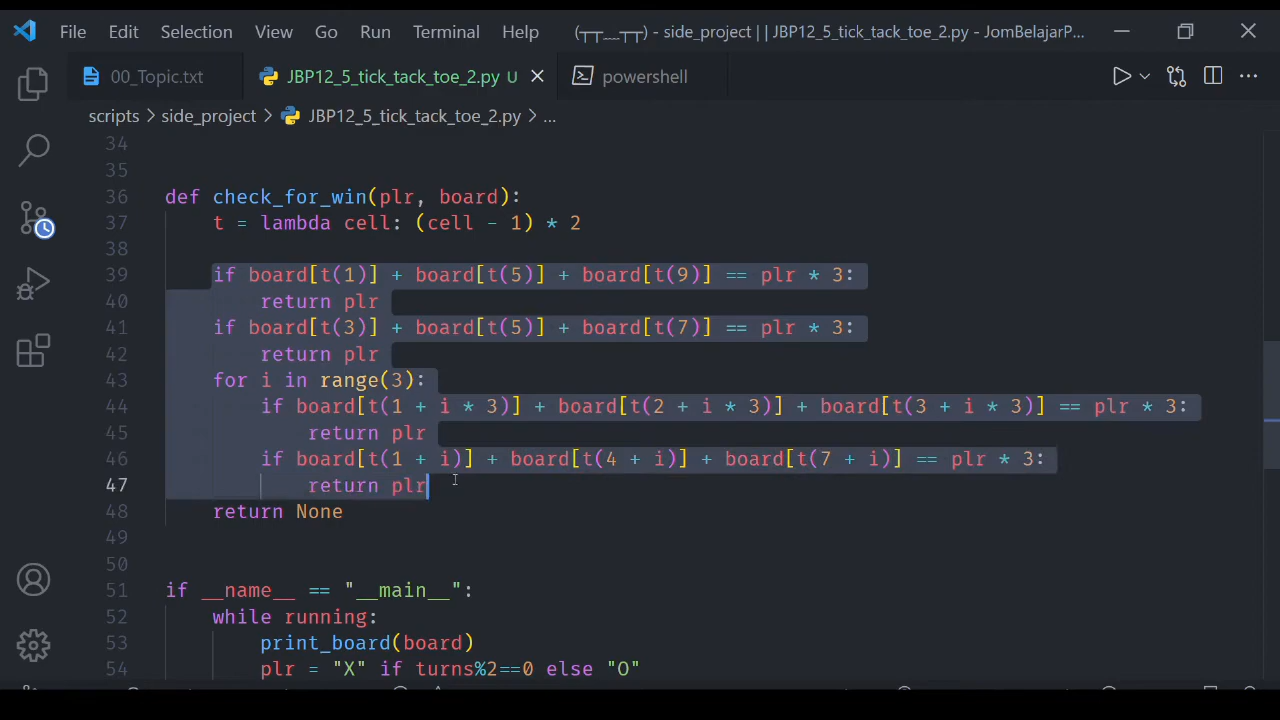 File Edit Selection View Go Run Terminal Help (┬┬﹏┬┬) - side_project | | JBP12_5_tick_tack_toe_2.py - JomBelajarP...
00_Topic.txt JBP12_5_tick_tack_toe_2.py U powershell
scripts > side_project > JBP12_5_tick_tack_toe_2.py > ...
34
35
36 def check_for_win(plr, board):
37 t = lambda cell: (cell - 1) * 2
38
39 if board[t(1)] + board[t(5)] + board[t(9)] == plr * 3:
40 return plr
41 if board[t(3)] + board[t(5)] + board[t(7)] == plr * 3:
42 return plr
43 for i in range(3):
44 if board[t(1 + i * 3)] + board[t(2 + i * 3)] + board[t(3 + i * 3)] == plr * 3:
45 return plr
46 if board[t(1 + i)] + board[t(4 + i)] + board[t(7 + i)] == plr * 3:
47 return plr
48 return None
49
50
51 if __name__ == "__main__":
52 while running:
53 print_board(board)
54 plr = "X" if turns%2==0 else "O"